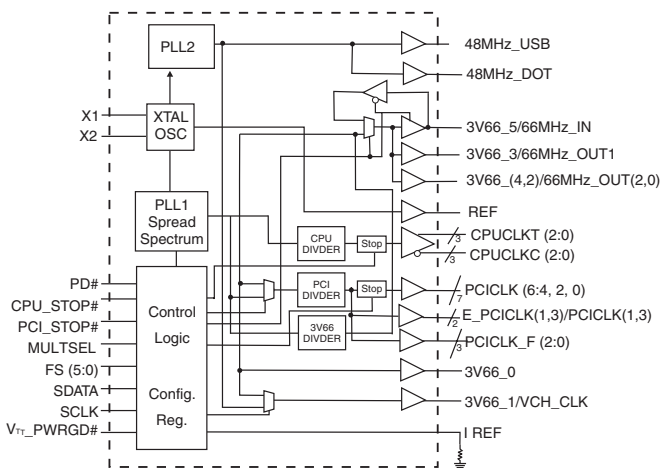 PLL2
48MHz_USB
48MHz_DOT
X1
X2
XTAL
OSC
3V66_5/66MHz_IN
3V66_3/66MHz_OUT1
3V66_(4,2)/66MHz_OUT(2,0)
REF
PLL1
Spread
Spectrum
CPU
DIVDER
Stop
3
CPUCLKT (2:0)
3
CPUCLKC (2:0)
PD#
CPU_STOP#
PCI_STOP#
MULTSEL
FS (5:0)
SDATA
SCLK
VTT_PWRGD#
Control
Logic
Config.
Reg.
PCI
DIVDER
Stop
7
PCICLK (6:4, 2, 0)
2
E_PCICLK(1,3)/PCICLK(1,3)
3V66
DIVDER
3
PCICLK_F (2:0)
3V66_0
3V66_1/VCH_CLK
I REF